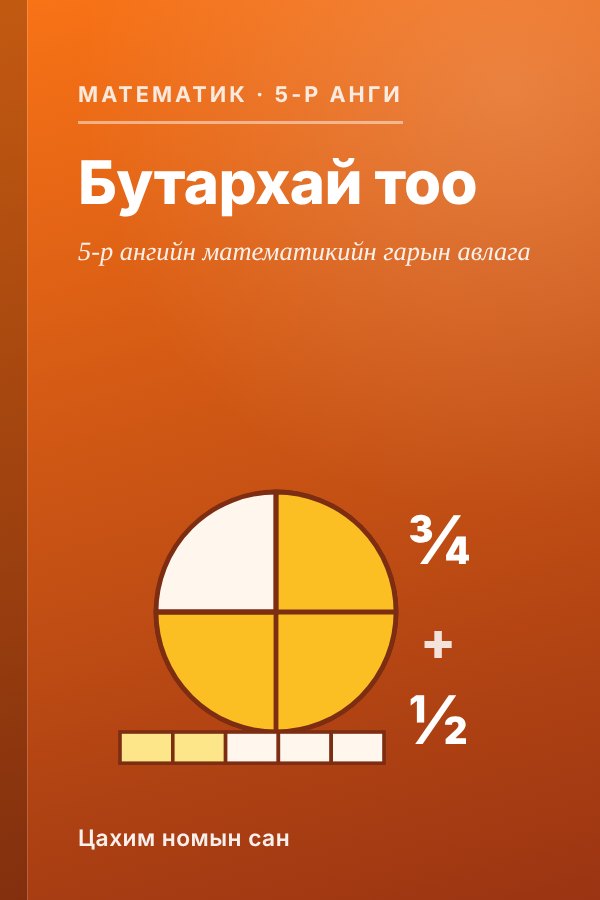 МАТЕМАТИК · 5-Р АНГИ
Бутархай тоо
5-р ангийн математикийн гарын авлага
¾
+
½
Цахим номын сан